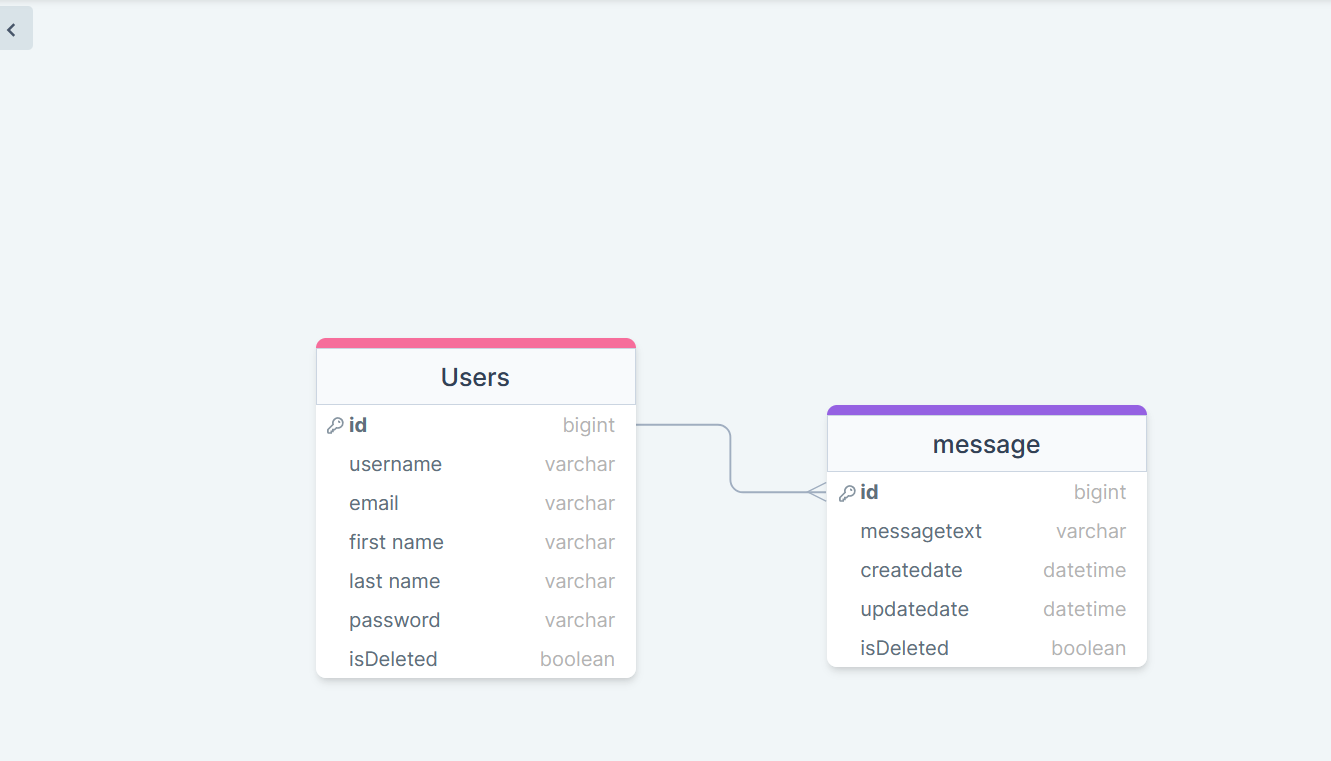 Users
id bigint
username varchar
email varchar
first name varchar
last name varchar
password varchar
isDeleted boolean
message
id bigint
messagetext varchar
createdate datetime
updatedate datetime
isDeleted boolean